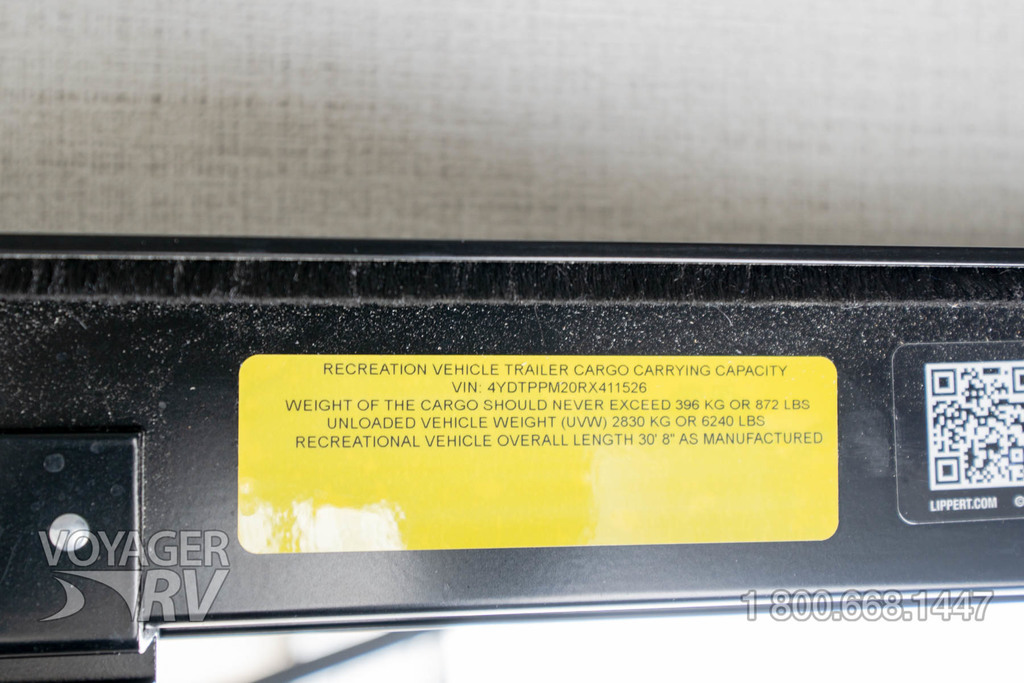 RECREATION VEHICLE TRAILER CARGO CARRYING CAPACITY
VIN: 4YDTPPM20RX411526
WEIGHT OF THE CARGO SHOULD NEVER EXCEED 396 KG OR 872 LBS
UNLOADED VEHICLE WEIGHT (UVW) 2830 KG OR 6240 LBS
RECREATIONAL VEHICLE OVERALL LENGTH 30' 8" AS MANUFACTURED
LIPPERT.COM ©
VOYAGER
RV
1 800.668.1447